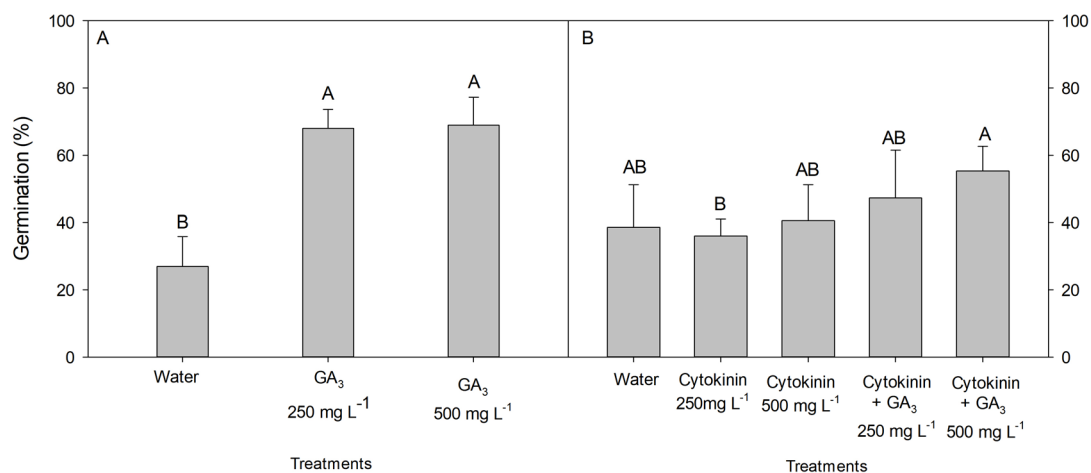 100
80
60
40
20
0
Germination (%)
A
B
A
A
Water
GA₃
250 mg L⁻¹
GA₃
500 mg L⁻¹
Treatments
B
AB
B
AB
AB
A
100
80
60
40
20
0
Water
Cytokinin
250mg L⁻¹
Cytokinin
500 mg L⁻¹
Cytokinin
+ GA₃
250 mg L⁻¹
Cytokinin
+ GA₃
500 mg L⁻¹
Treatments